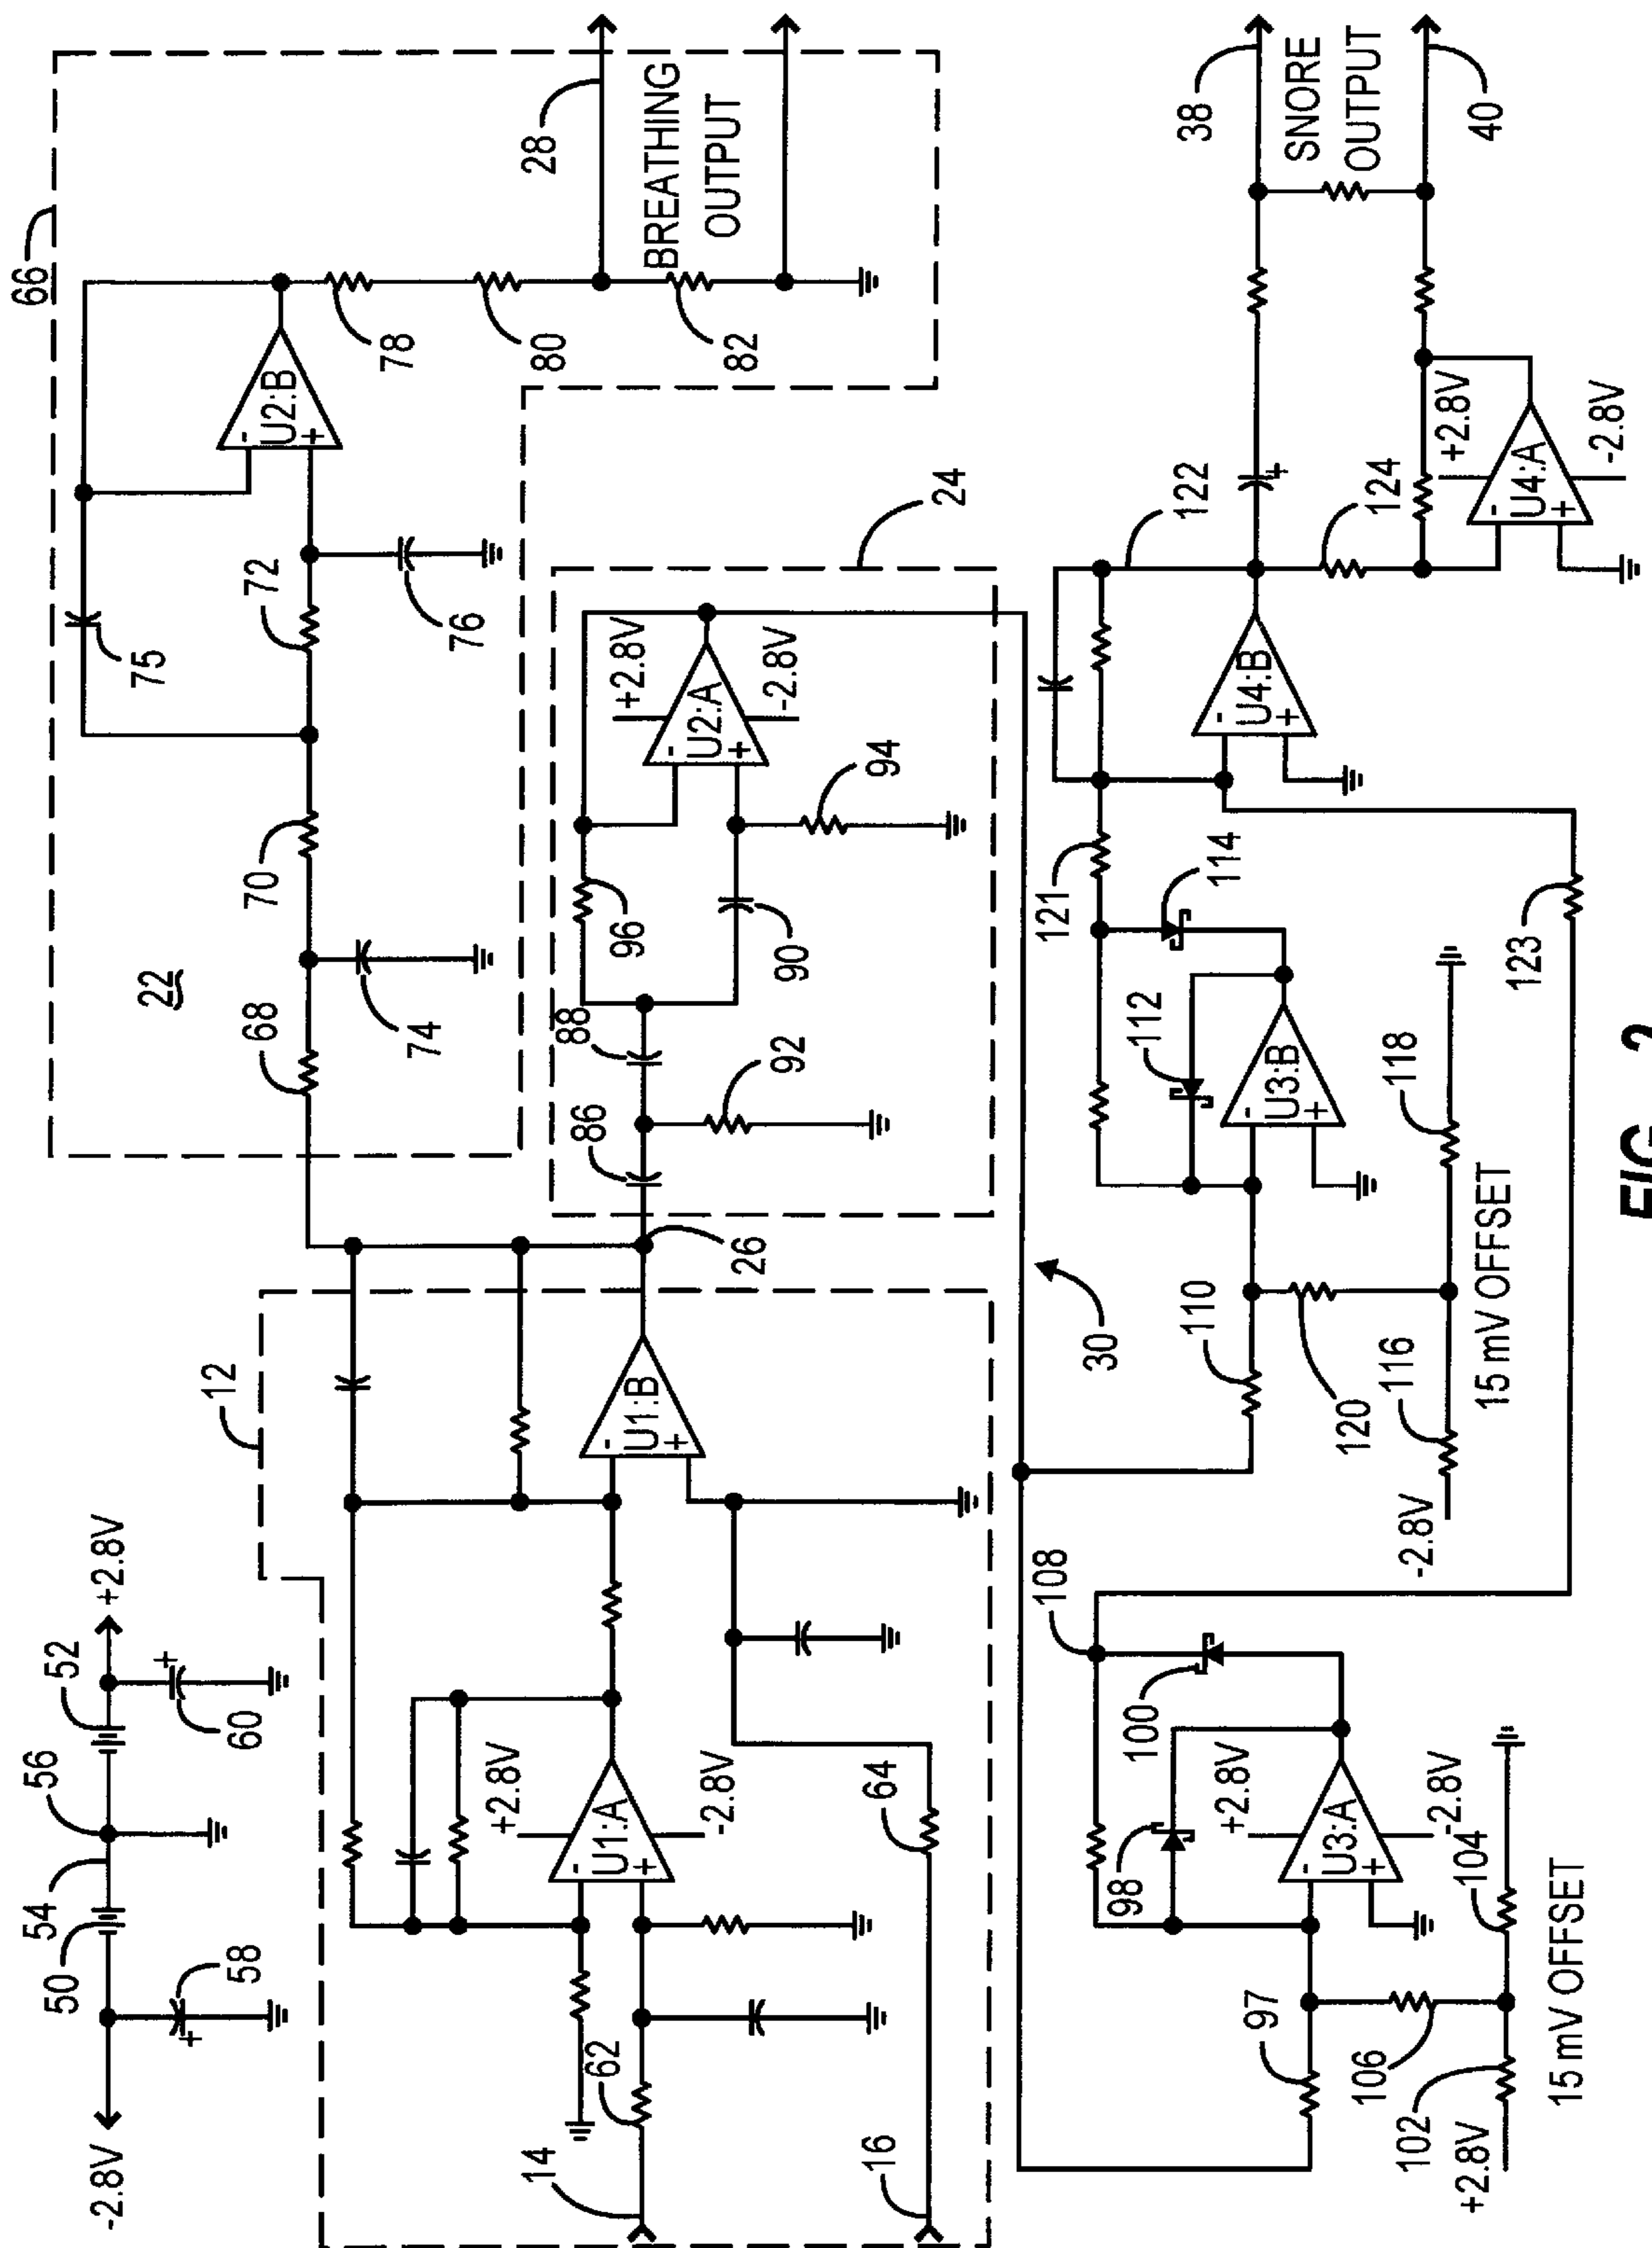 66
28
BREATHING
OUTPUT
-
U2:B
+
78
80
82
75
72
76
70
22
68
74
24
+2.8V
-
U2:A
+
-2.8V
96
90
94
88
92
86
26
12
-
U1:B
+
+2.8V
52
+
60
56
54
50
58
+
-2.8V
+2.8V
-
U1:A
+
-2.8V
64
62
14
16
38
SNORE
OUTPUT
40
122
+
124
+2.8V
-
U4:A
+
-2.8V
-
U4:B
+
121
114
123
112
-
U3:B
+
118
110
120
116
15 mV OFFSET
-2.8V
30
108
100
98
+2.8V
-
U3:A
+
-2.8V
104
97
106
102
+2.8V
15 mV OFFSET